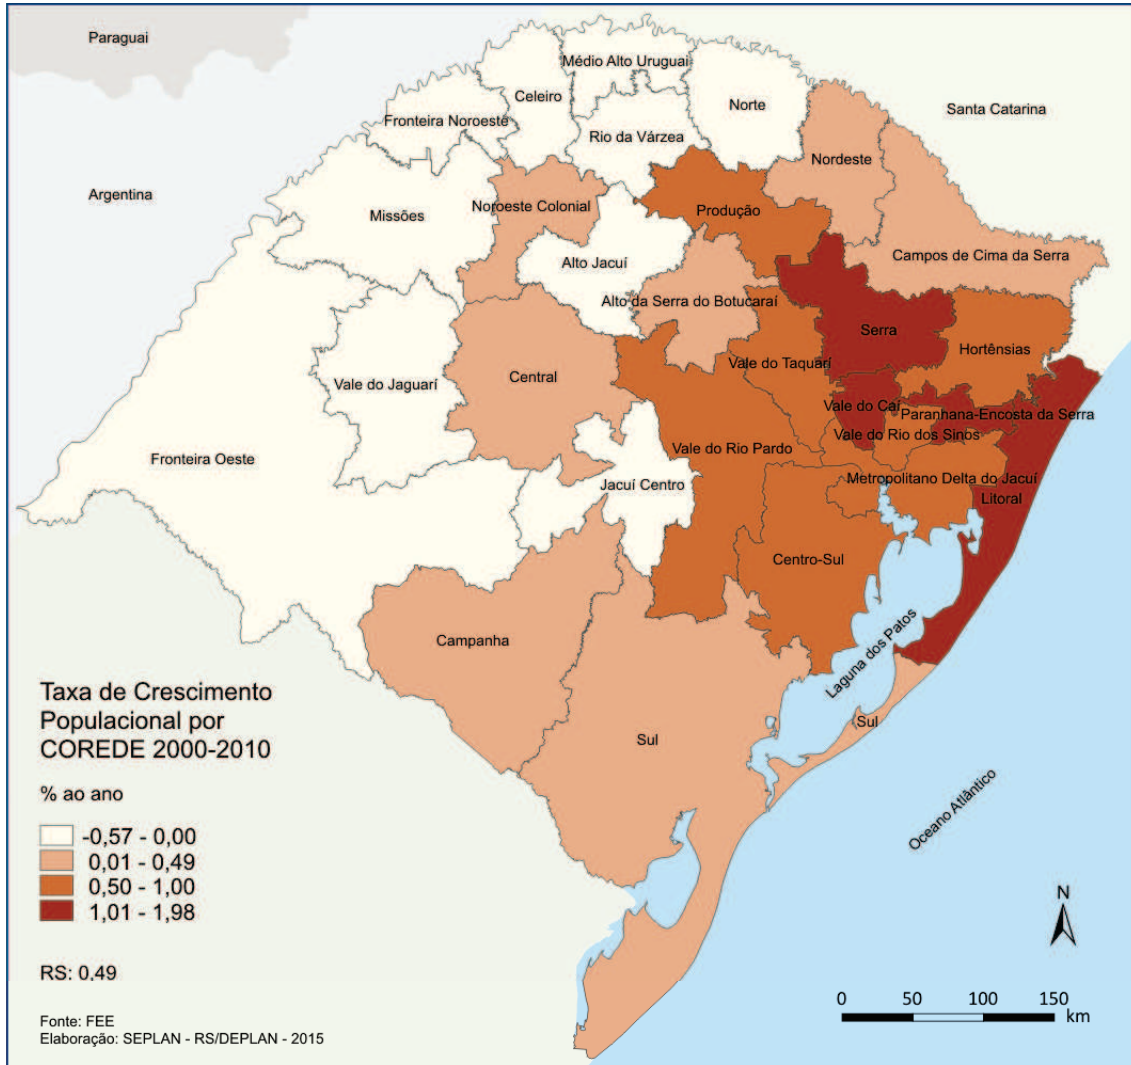 Paraguai
Médio Alto Uruguai
Celeiro
Norte
Santa Catarina
Fronteira Noroeste
Rio da Várzea
Nordeste
Argentina
Noroeste Colonial
Produção
Missões
Campos de Cima da Serra
Alto Jacuí
Alto da Serra do Botucaraí
Serra
Hortênsias
Vale do Taquarí
Central
Vale do Jaguarí
Vale do Caí
Paranhana-Encosta da Serra
Vale do Rio dos Sinos
Vale do Rio Pardo
Fronteira Oeste
Metropolitano Delta do Jacuí
Jacuí Centro
Litoral
Centro-Sul
Campanha
Laguna dos Patos
Sul
Sul
Oceano Atlântico
Taxa de Crescimento
Populacional por
COREDE 2000-2010
% ao ano
-0,57 - 0,00
0,01 - 0,49
0,50 - 1,00
1,01 - 1,98
RS: 0,49
Fonte: FEE
Elaboração: SEPLAN - RS/DEPLAN - 2015
N
0 50 100 150
km